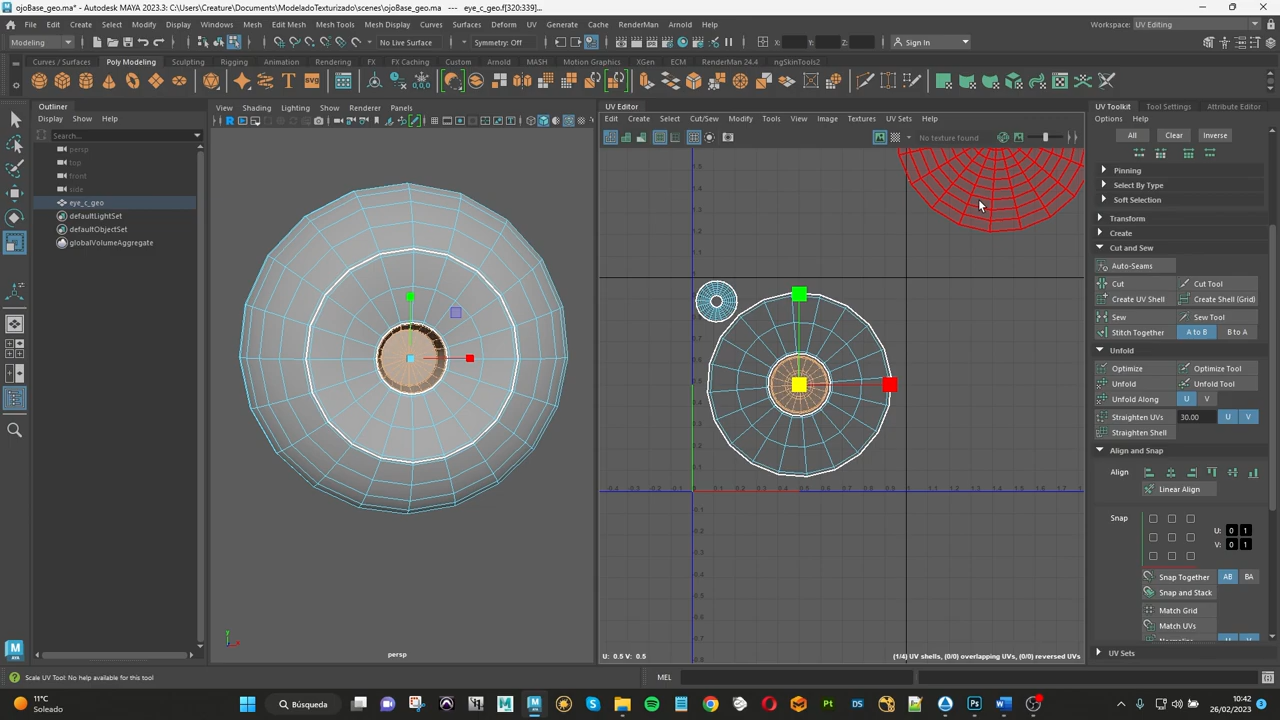 ojoBase_geo.ma* - Autodesk MAYA 2023.3: C:\Users\Creature\Documents\ModeladoTexturizado\scenes\ojoBase_geo.ma --- eye_c_geo.f[320:339]...
File Edit Create Select Modify Display Windows Mesh Edit Mesh Mesh Tools Mesh Display Curves Surfaces Deform UV Generate Cache RenderMan Arnold Help
Workspace: UV Editing
Modeling No Live Surface Symmetry: Off X: Y: Z: Sign In
Curves / Surfaces Poly Modeling Sculpting Rigging Animation Rendering FX FX Caching Custom Arnold MASH Motion Graphics XGen ECM RenderMan 24.4 ngSkinTools2
Outliner
Display Show Help
Search...
persp
top
front
side
eye_c_geo
defaultLightSet
defaultObjectSet
globalVolumeAggregate
View Shading Lighting Show Renderer Panels
persp
UV Editor
Edit Create Select Cut/Sew Modify Tools View Image Textures UV Sets Help
No texture found
U: 0.5 V: 0.5
(1/4) UV shells, (0/0) overlapping UVs, (0/0) reversed UVs
UV Toolkit Tool Settings Attribute Editor
Options Help
All Clear Inverse
Pinning
Select By Type
Soft Selection
Transform
Create
Cut and Sew
Auto-Seams
Cut Cut Tool
Create UV Shell Create Shell (Grid)
Sew Sew Tool
Stitch Together A to B B to A
Unfold
Optimize Optimize Tool
Unfold Unfold Tool
Unfold Along U V
Straighten UVs 30.00 U V
Straighten Shell
Align and Snap
Align
Linear Align
Snap
U: 0 1
V: 0 1
Snap Together AB BA
Snap and Stack
Match Grid
Match UVs
UV Sets
Scale UV Tool: No help available for this tool
MEL
11°C
Soleado
Búsqueda
10:42
26/02/2023